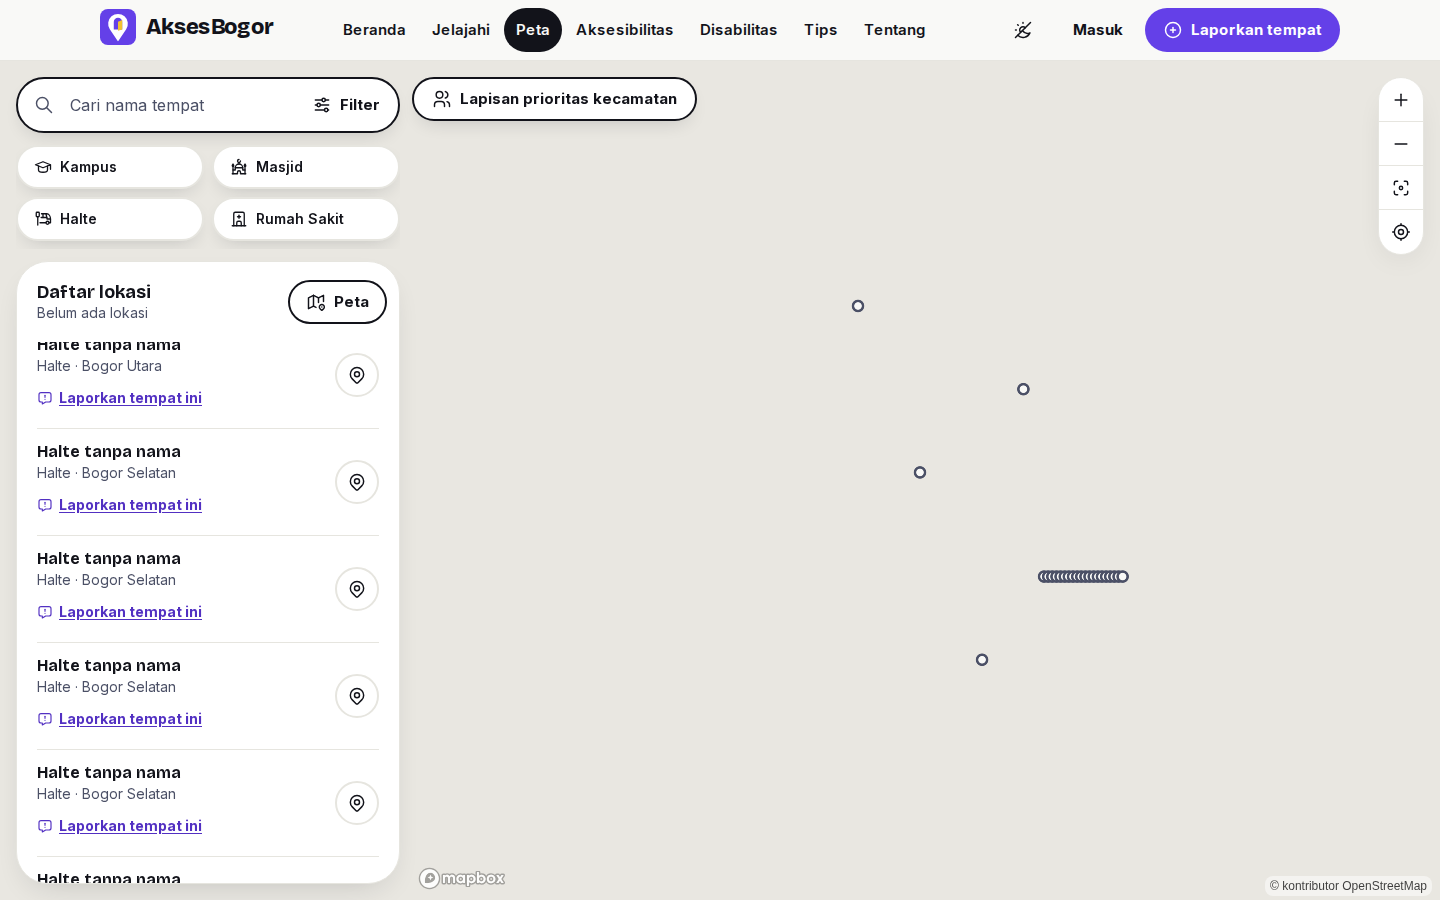 AksesBogor
Beranda
Jelajahi
Peta
Aksesibilitas
Disabilitas
Tips
Tentang
Masuk
Laporkan tempat
Cari nama tempat
Filter
Lapisan prioritas kecamatan
Kampus
Masjid
Halte
Rumah Sakit
Daftar lokasi
Belum ada lokasi
Peta
Halte tanpa nama
Halte · Bogor Utara
Laporkan tempat ini
Halte tanpa nama
Halte · Bogor Selatan
Laporkan tempat ini
Halte tanpa nama
Halte · Bogor Selatan
Laporkan tempat ini
Halte tanpa nama
Halte · Bogor Selatan
Laporkan tempat ini
Halte tanpa nama
Halte · Bogor Selatan
Laporkan tempat ini
Halte tanpa nama
mapbox
© kontributor OpenStreetMap